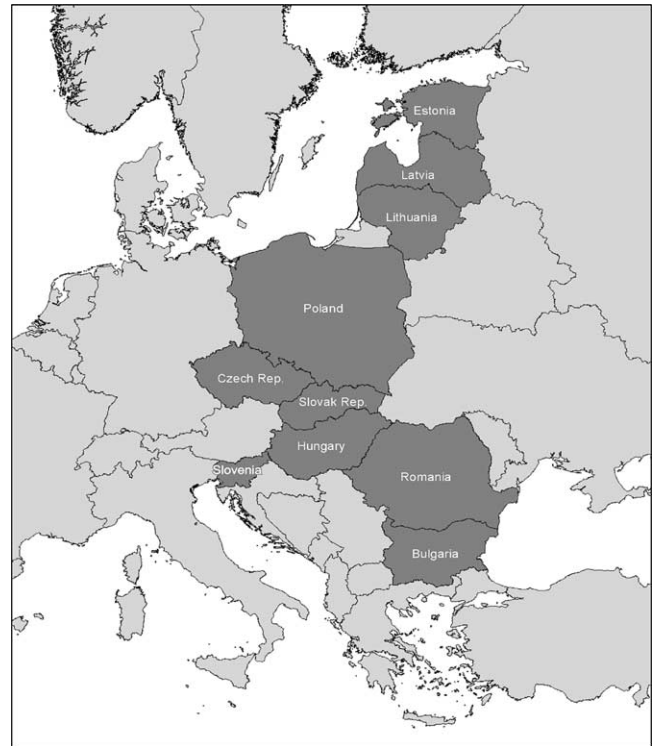 Estonia
Latvia
Lithuania
Poland
Czech Rep.
Slovak Rep.
Hungary
Slovenia
Romania
Bulgaria